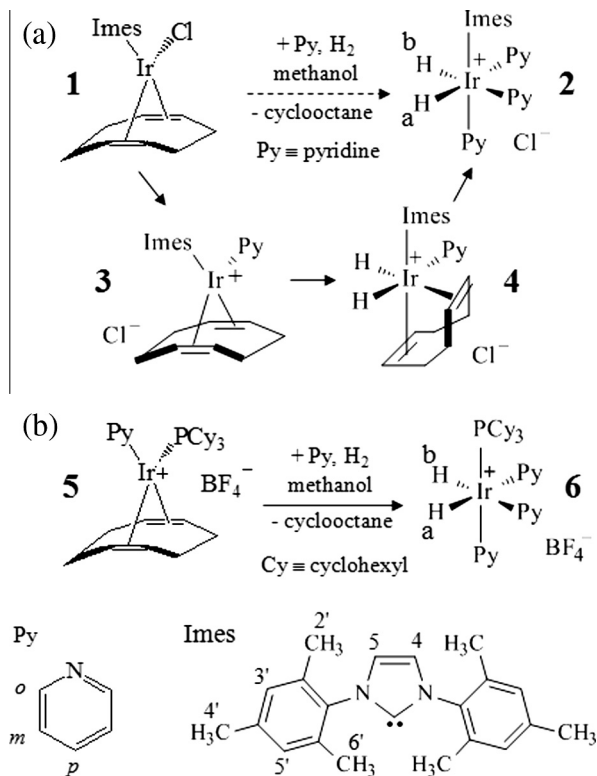 (a)
Imes
Cl
Ir
1
+ Py, H₂
methanol
- cyclooctane
Py ≡ pyridine
Imes
b
H
+
Py
Ir
H
Py
a
Py
Cl⁻
2
Imes
Py
Ir+
3
Cl⁻
Imes
H
+
Py
Ir
H
4
Cl⁻
(b)
Py
PCy₃
Ir+
5
BF₄⁻
+ Py, H₂
methanol
- cyclooctane
Cy ≡ cyclohexyl
PCy₃
b
H
+
Py
Ir
H
Py
a
Py
6
BF₄⁻
Py
N
o
m
p
Imes
2'
CH₃
5
4
CH₃
3'
4'
H₃C
N
N
CH₃
5'
6'
CH₃
H₃C